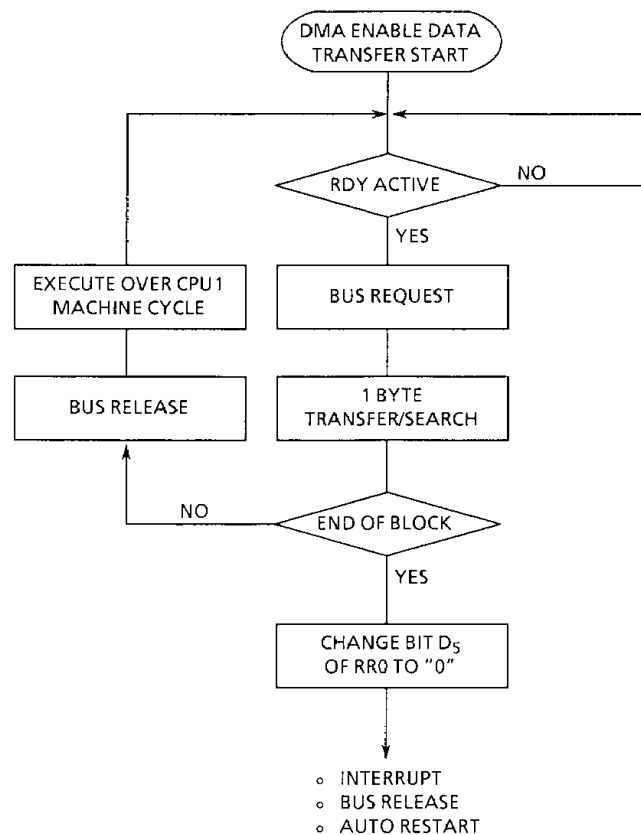 DMA ENABLE DATA
TRANSFER START
RDY ACTIVE
NO
YES
EXECUTE OVER CPU 1
MACHINE CYCLE
BUS REQUEST
BUS RELEASE
1 BYTE
TRANSFER/SEARCH
NO
END OF BLOCK
YES
CHANGE BIT D5
OF RR0 TO "0"
○ INTERRUPT
○ BUS RELEASE
○ AUTO RESTART